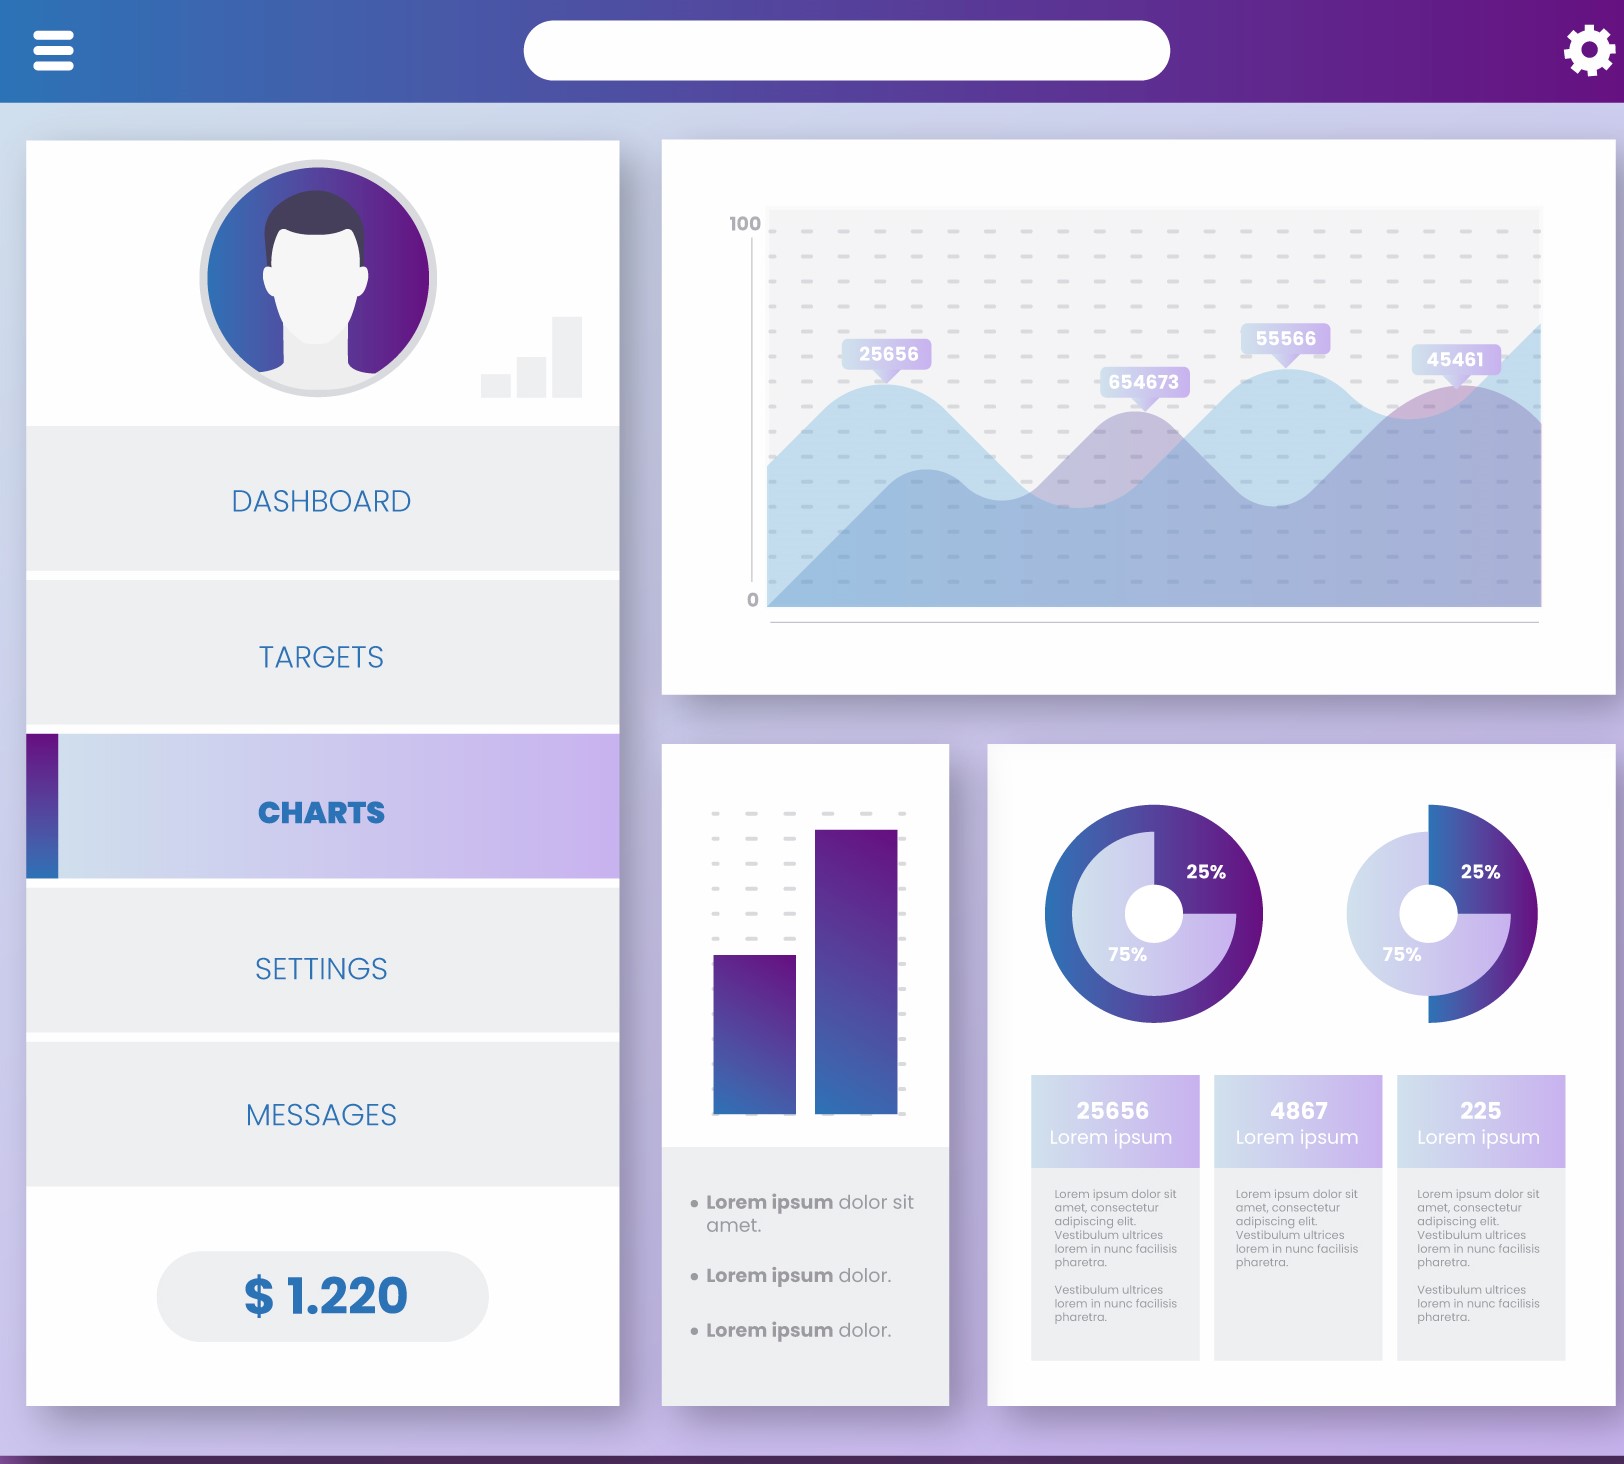 DASHBOARD
TARGETS
CHARTS
SETTINGS
MESSAGES
$ 1.220
100
0
25656
654673
55566
45461
• Lorem ipsum dolor sit
amet.
• Lorem ipsum dolor.
• Lorem ipsum dolor.
25%
75%
25%
75%
25656
Lorem ipsum
Lorem ipsum dolor sit
amet, consectetur
adipiscing elit.
Vestibulum ultrices
lorem in nunc facilisis
pharetra.
Vestibulum ultrices
lorem in nunc facilisis
pharetra.
4867
Lorem ipsum
Lorem ipsum dolor sit
amet, consectetur
adipiscing elit.
Vestibulum ultrices
lorem in nunc facilisis
pharetra.
225
Lorem ipsum
Lorem ipsum dolor sit
amet, consectetur
adipiscing elit.
Vestibulum ultrices
lorem in nunc facilisis
pharetra.
Vestibulum ultrices
lorem in nunc facilisis
pharetra.